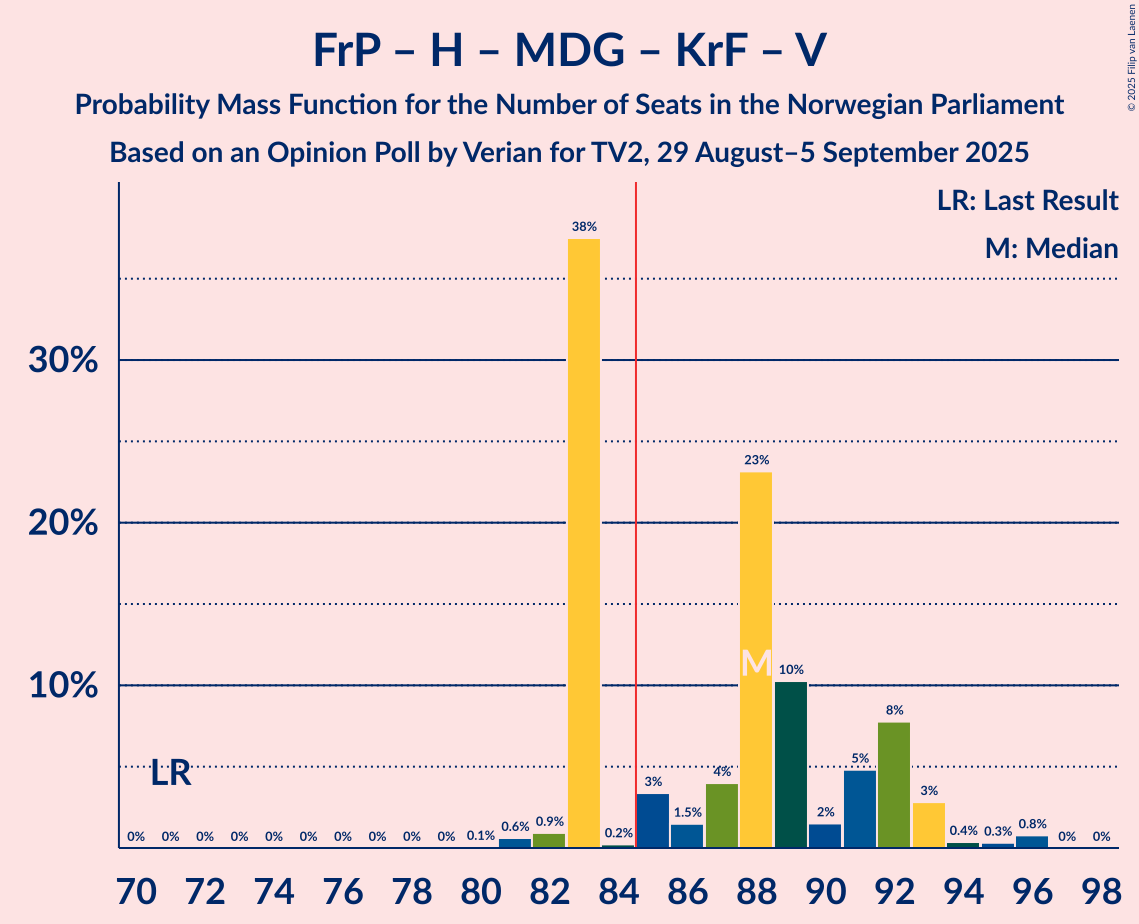 FrP – H – MDG – KrF – V
Probability Mass Function for the Number of Seats in the Norwegian Parliament
Based on an Opinion Poll by Verian for TV2, 29 August–5 September 2025
© 2025 Filip van Laenen
LR: Last Result
M: Median
38%
30%
23%
20%
M
10%
10%
8%
LR
5%
4%
3%
3%
2%
1.5%
0% 0% 0% 0% 0% 0% 0% 0% 0% 0% 0.1% 0.6% 0.9% 0.2% 0.4% 0.3% 0.8% 0% 0%
70 72 74 76 78 80 82 84 86 88 90 92 94 96 98